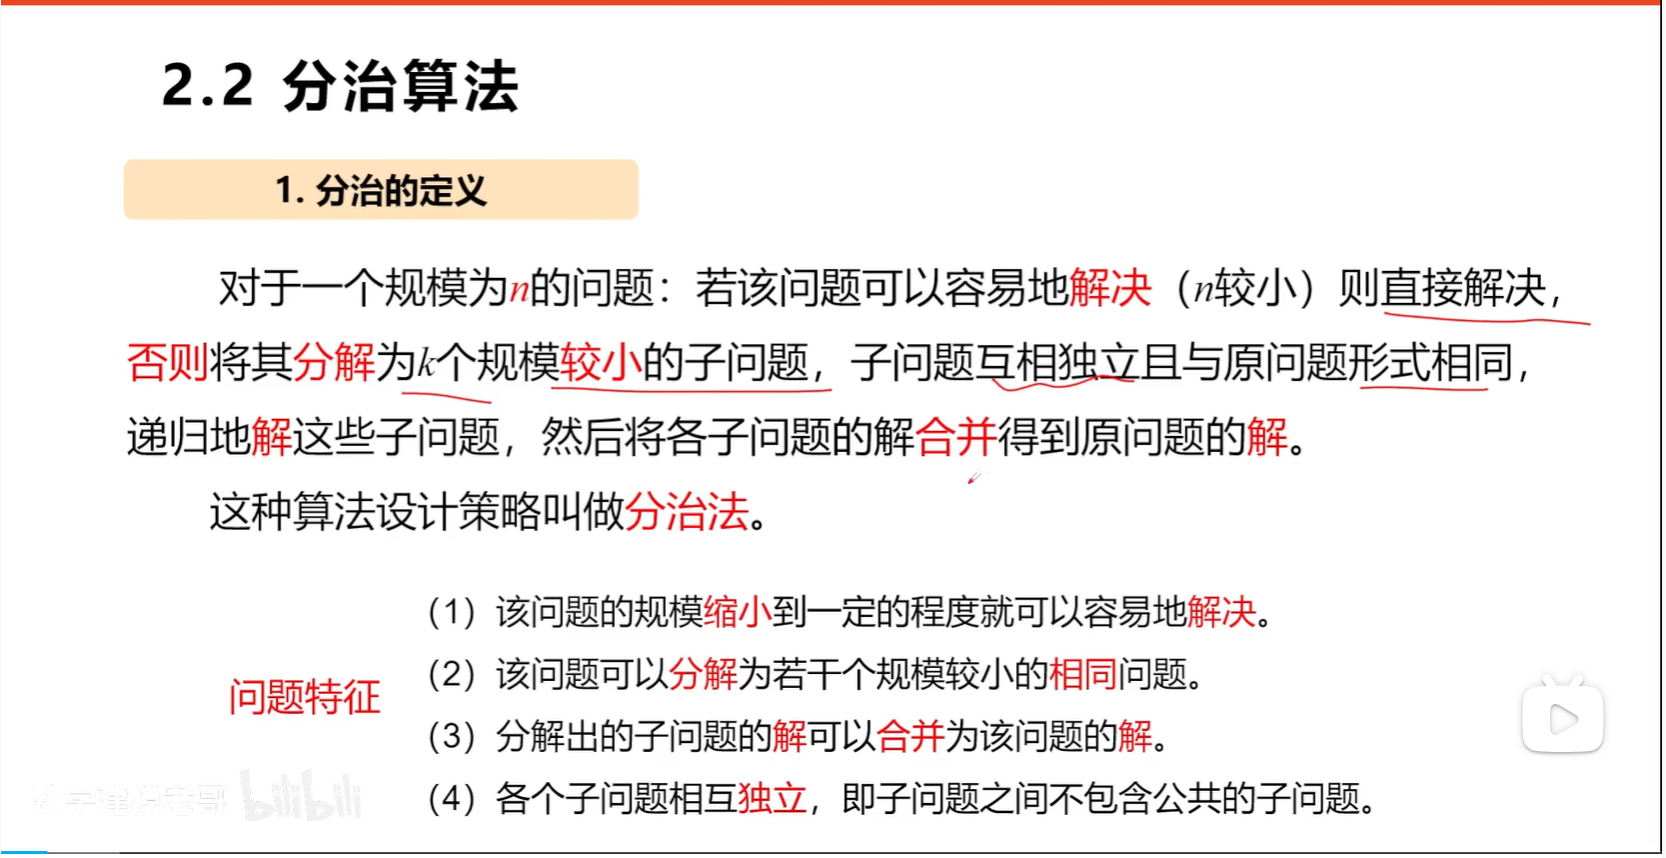 2.2 分治算法
1. 分治的定义
对于一个规模为n的问题：若该问题可以容易地解决（n较小）则直接解决，
否则将其分解为k个规模较小的子问题，子问题互相独立且与原问题形式相同，
递归地解这些子问题，然后将各子问题的解合并得到原问题的解。
这种算法设计策略叫做分治法。
问题特征
（1）该问题的规模缩小到一定的程度就可以容易地解决。
（2）该问题可以分解为若干个规模较小的相同问题。
（3）分解出的子问题的解可以合并为该问题的解。
（4）各个子问题相互独立，即子问题之间不包含公共的子问题。
数学建模老哥 bilibili